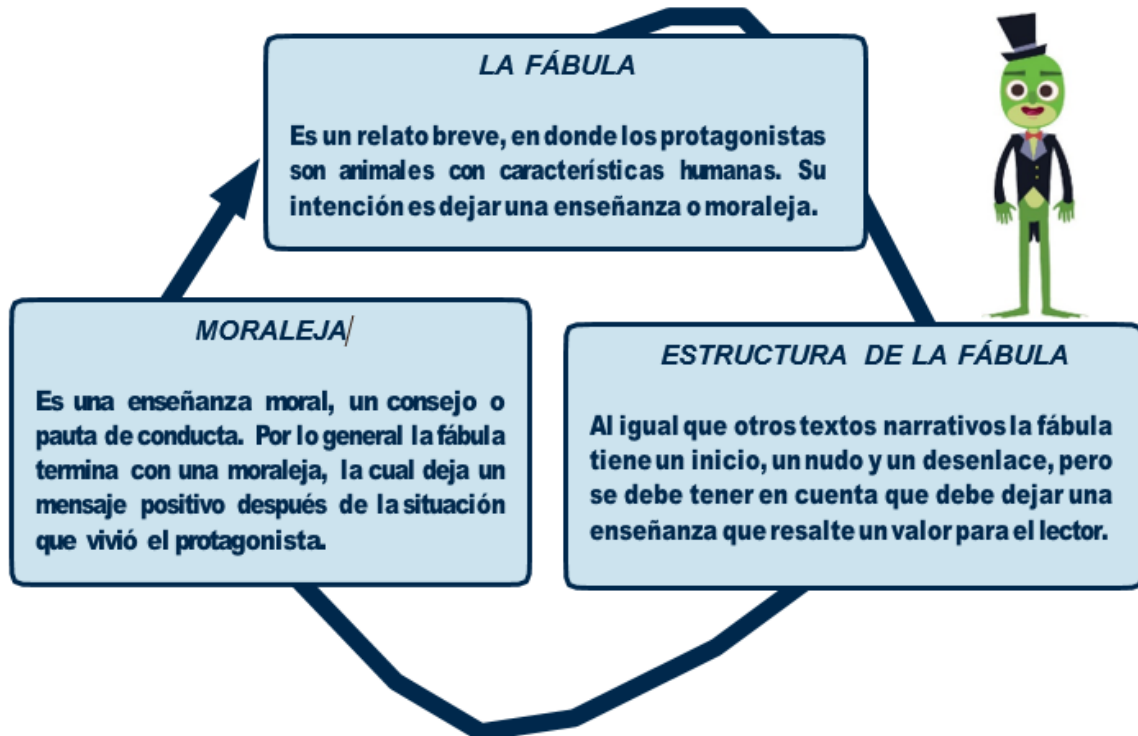 LA FÁBULA
Es un relato breve, en donde los protagonistas
son animales con características humanas. Su
intención es dejar una enseñanza o moraleja.
MORALEJA
Es una enseñanza moral, un consejo o
pauta de conducta. Por lo general la fábula
termina con una moraleja, la cual deja un
mensaje positivo después de la situación
que vivió el protagonista.
ESTRUCTURA DE LA FÁBULA
Al igual que otros textos narrativos la fábula
tiene un inicio, un nudo y un desenlace, pero
se debe tener en cuenta que debe dejar una
enseñanza que resalte un valor para el lector.